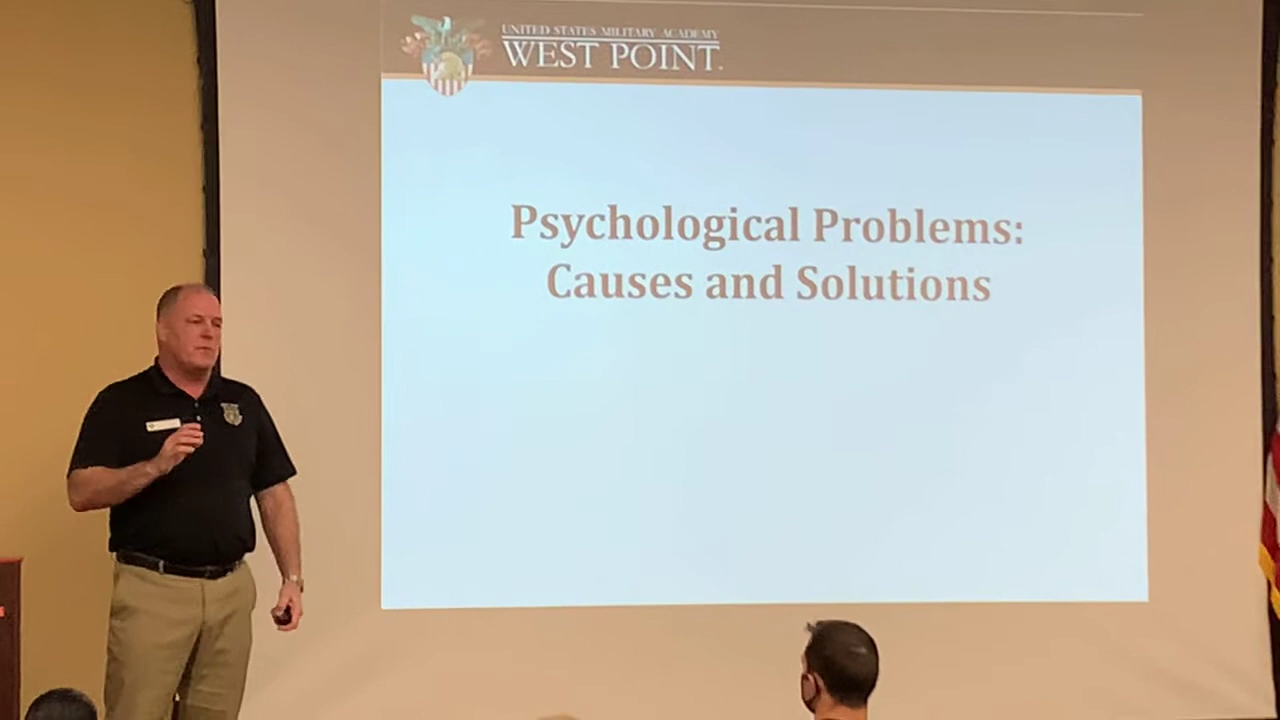 UNITED STATES MILITARY ACADEMY
WEST POINT.
Psychological Problems:
Causes and Solutions